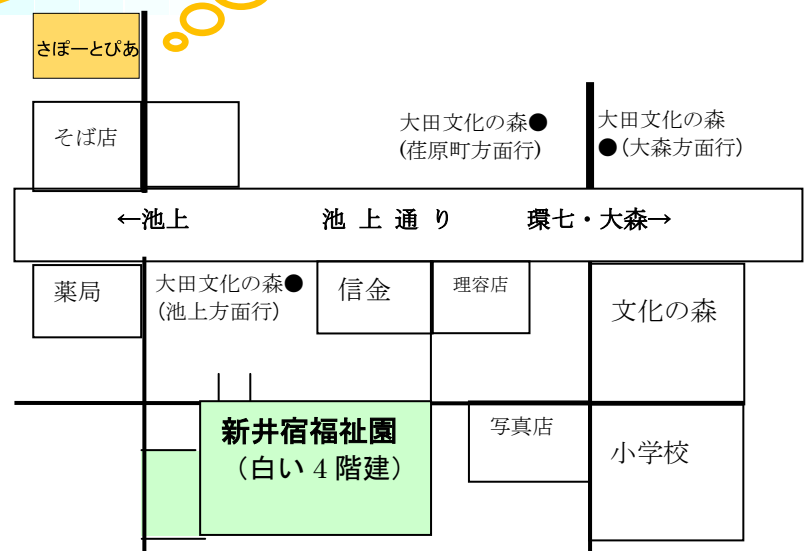 さぽーとぴあ
そば店
大田文化の森●
(荏原町方面行)
大田文化の森
●(大森方面行)
←池上 池上通り 環七・大森→
薬局
大田文化の森●
(池上方面行)
信金
理容店
文化の森
新井宿福祉園
（白い4階建）
写真店
小学校